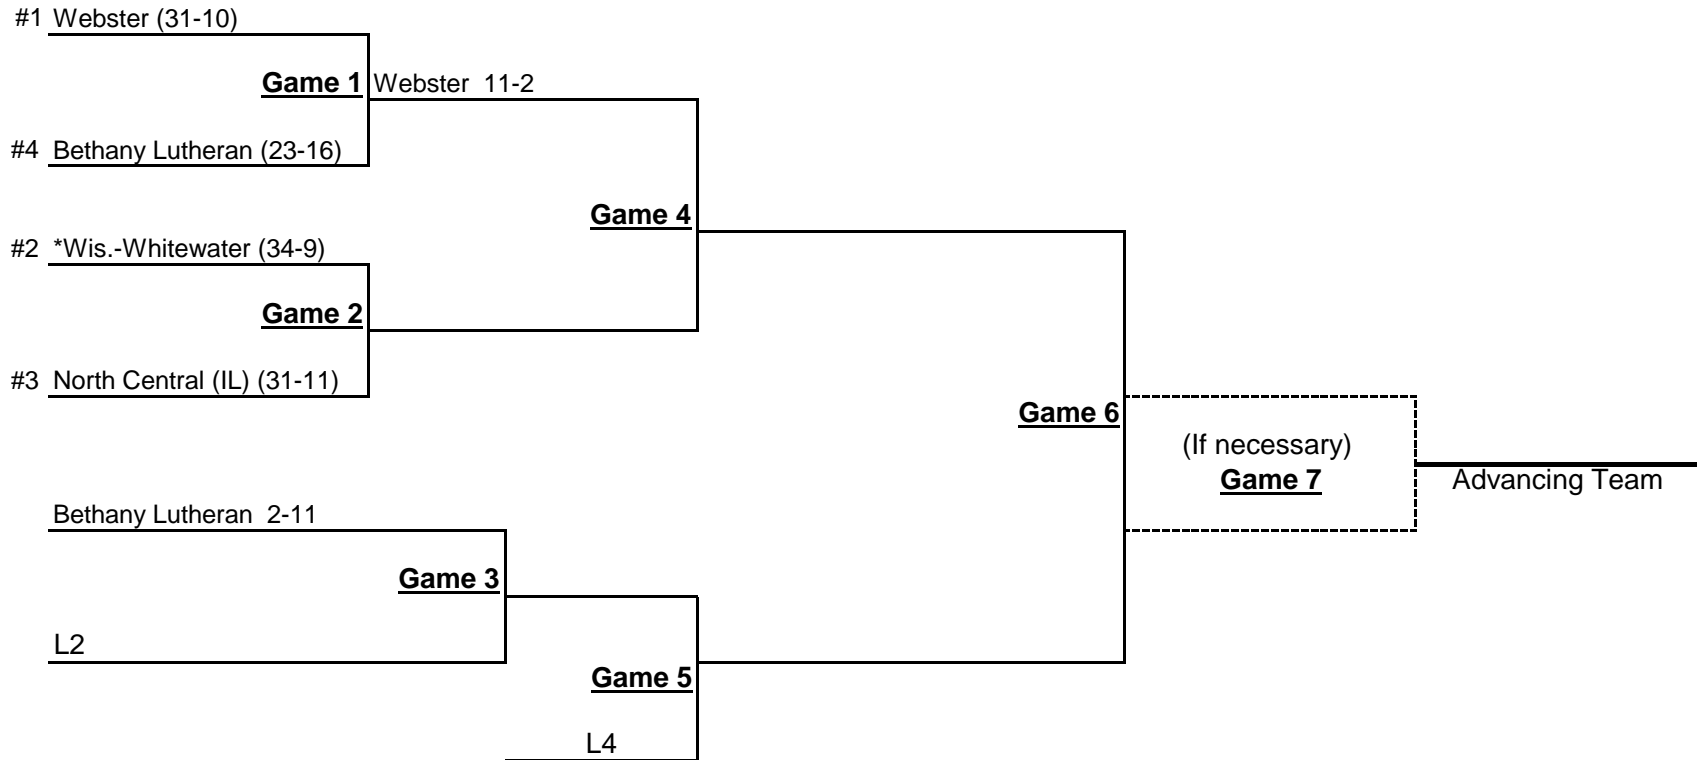 #1 Webster (31-10)
Game 1 Webster 11-2
#4 Bethany Lutheran (23-16)
Game 4
#2 *Wis.-Whitewater (34-9)
Game 2
#3 North Central (IL) (31-11)
Game 6
(If necessary)
Game 7
Advancing Team
Bethany Lutheran 2-11
Game 3
L2
Game 5
L4